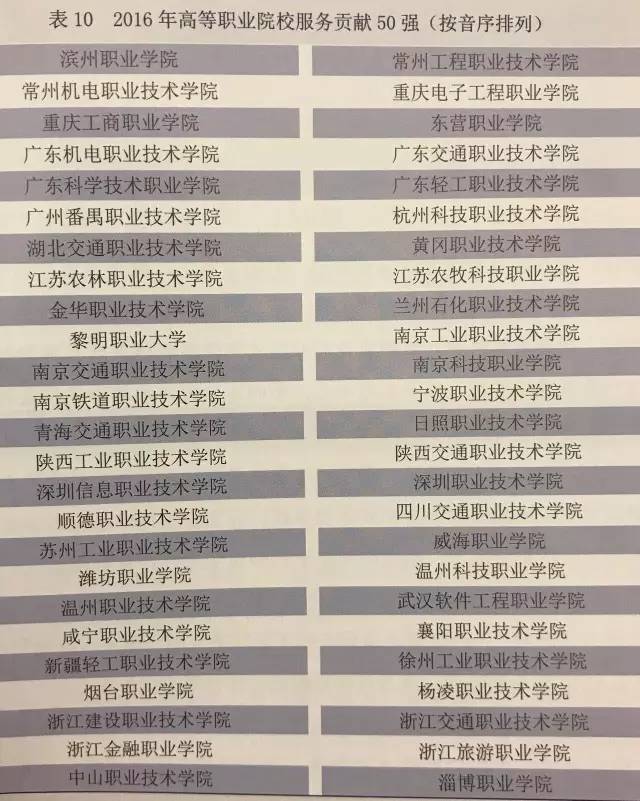 表 10 2016 年高等职业院校服务贡献 50 强（按音序排列）
滨州职业学院 常州工程职业技术学院
常州机电职业技术学院 重庆电子工程职业学院
重庆工商职业学院 东营职业学院
广东机电职业技术学院 广东交通职业技术学院
广东科学技术职业学院 广东轻工职业技术学院
广州番禺职业技术学院 杭州科技职业技术学院
湖北交通职业技术学院 黄冈职业技术学院
江苏农林职业技术学院 江苏农牧科技职业学院
金华职业技术学院 兰州石化职业技术学院
黎明职业大学 南京工业职业技术学院
南京交通职业技术学院 南京科技职业学院
南京铁道职业技术学院 宁波职业技术学院
青海交通职业技术学院 日照职业技术学院
陕西工业职业技术学院 陕西交通职业技术学院
深圳信息职业技术学院 深圳职业技术学院
顺德职业技术学院 四川交通职业技术学院
苏州工业职业技术学院 威海职业学院
潍坊职业学院 温州科技职业学院
温州职业技术学院 武汉软件工程职业学院
咸宁职业技术学院 襄阳职业技术学院
新疆轻工职业技术学院 徐州工业职业技术学院
烟台职业学院 杨凌职业技术学院
浙江建设职业技术学院 浙江交通职业技术学院
浙江金融职业学院 浙江旅游职业学院
中山职业技术学院 淄博职业学院